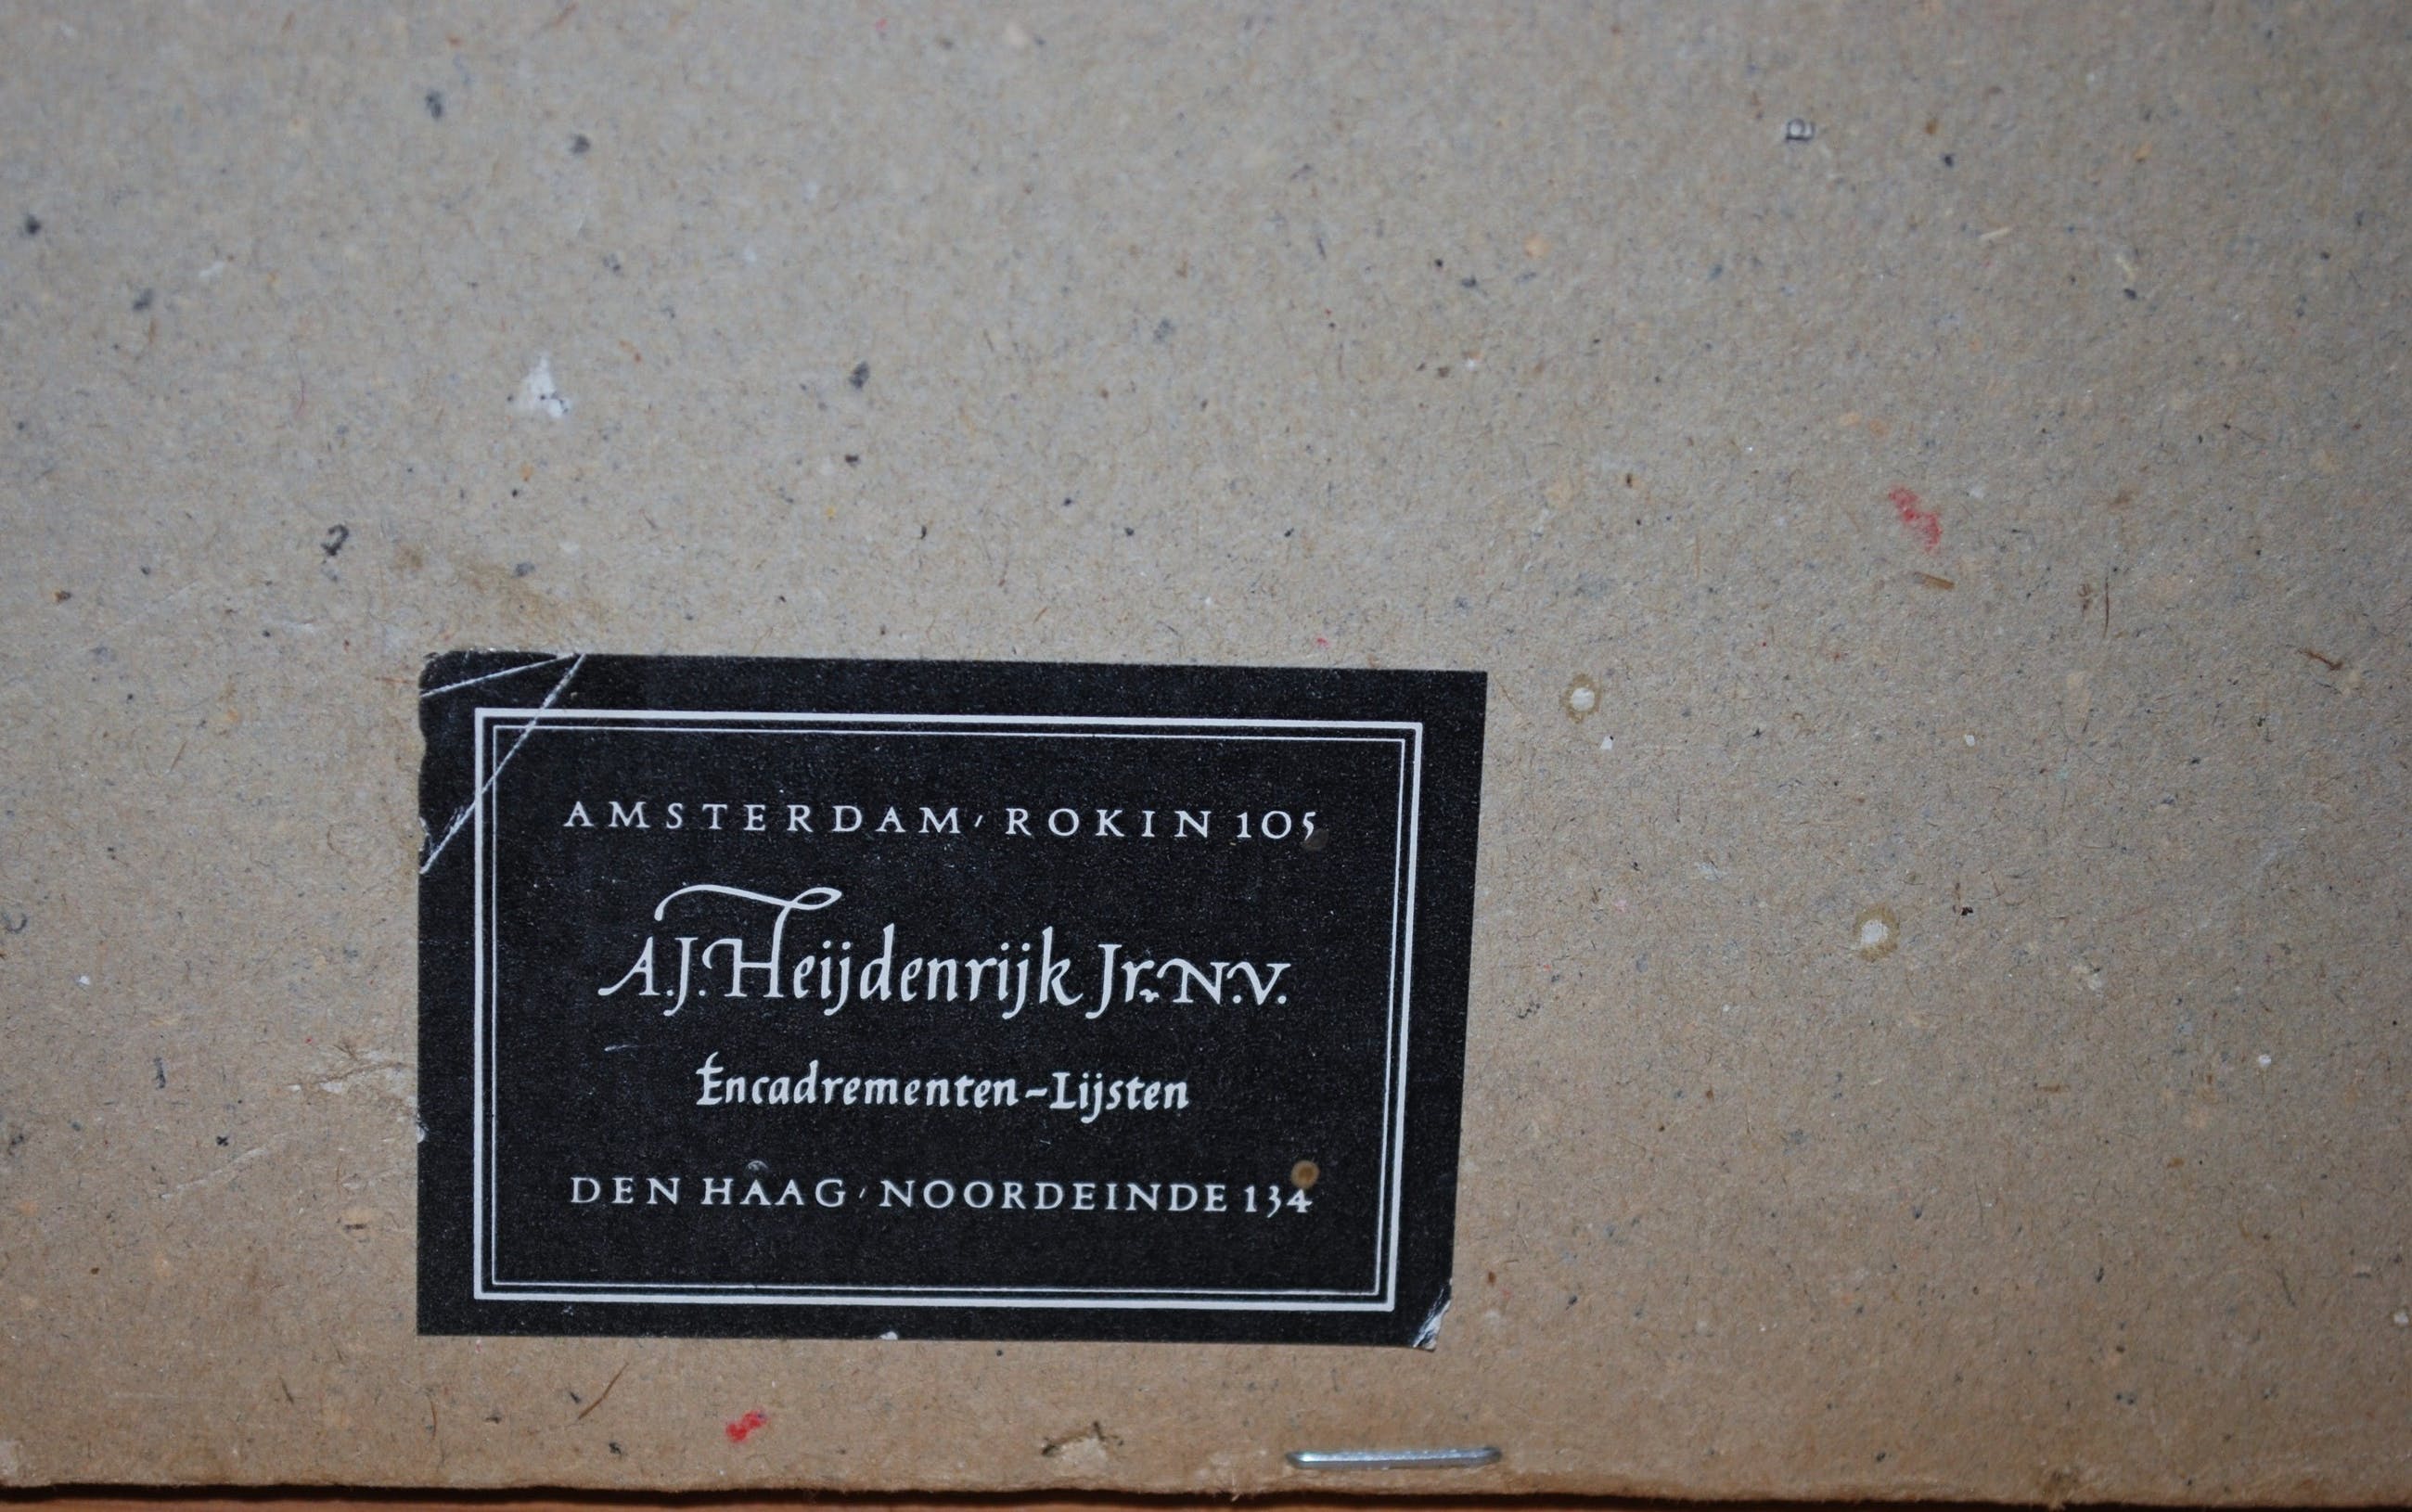 AMSTERDAM, ROKIN 105
A.J. Heijdenrijk Jr. N.V.
Encadrementen-Lijsten
DEN HAAG, NOORDEINDE 134